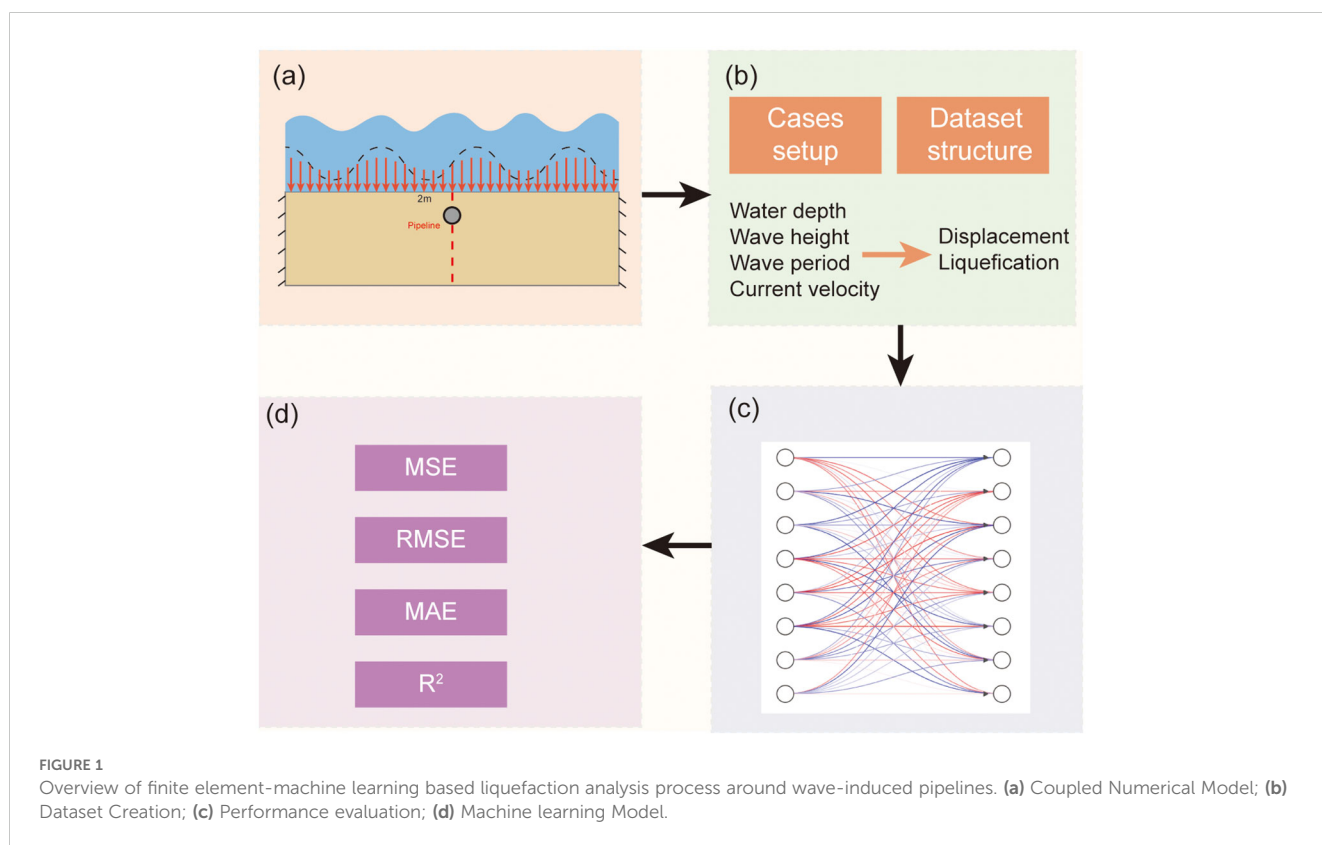 (a)
2m
Pipeline
(b)
Cases
setup
Dataset
structure
Water depth
Wave height
Wave period
Current velocity
Displacement
Liquefication
(c)
(d)
MSE
RMSE
MAE
R²
FIGURE 1
Overview of finite element-machine learning based liquefaction analysis process around wave-induced pipelines. (a) Coupled Numerical Model; (b)
Dataset Creation; (c) Performance evaluation; (d) Machine learning Model.